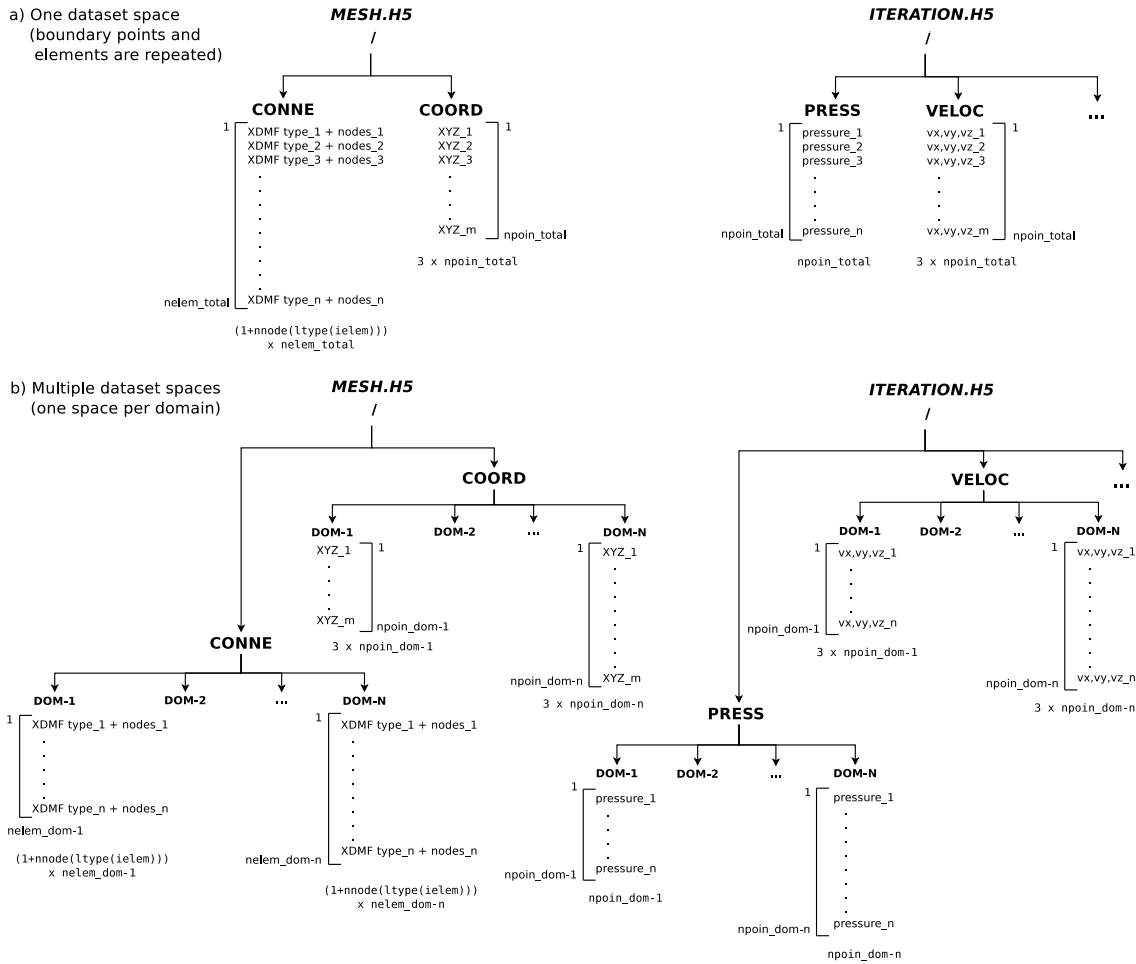 a) One dataset space
(boundary points and
elements are repeated)
MESH.H5
/
CONNE
COORD
1
XDMF type_1 + nodes_1
XDMF type_2 + nodes_2
XDMF type_3 + nodes_3
XDMF type_n + nodes_n
nelem_total
(1+nnode(ltype(ielem)))
x nelem_total
XYZ_1
XYZ_2
XYZ_3
XYZ_m
1
npoin_total
3 x npoin_total
ITERATION.H5
/
PRESS
VELOC
...
1
pressure_1
pressure_2
pressure_3
pressure_n
npoin_total
npoin_total
vx,vy,vz_1
vx,vy,vz_2
vx,vy,vz_3
vx,vy,vz_m
1
npoin_total
3 x npoin_total
b) Multiple dataset spaces
(one space per domain)
MESH.H5
/
COORD
DOM-1
DOM-2
...
DOM-N
XYZ_1
XYZ_m
1
npoin_dom-1
3 x npoin_dom-1
1
XYZ_1
XYZ_m
npoin_dom-n
3 x npoin_dom-n
CONNE
DOM-1
DOM-2
...
DOM-N
1
XDMF type_1 + nodes_1
XDMF type_n + nodes_n
nelem_dom-1
(1+nnode(ltype(ielem)))
x nelem_dom-1
1
XDMF type_1 + nodes_1
XDMF type_n + nodes_n
nelem_dom-n
(1+nnode(ltype(ielem)))
x nelem_dom-n
ITERATION.H5
/
VELOC
...
DOM-1
DOM-2
...
DOM-N
1
vx,vy,vz_1
vx,vy,vz_n
npoin_dom-1
3 x npoin_dom-1
1
vx,vy,vz_1
vx,vy,vz_n
npoin_dom-n
3 x npoin_dom-n
PRESS
DOM-1
DOM-2
...
DOM-N
1
pressure_1
pressure_n
npoin_dom-1
npoin_dom-1
1
pressure_1
pressure_n
npoin_dom-n
npoin_dom-n